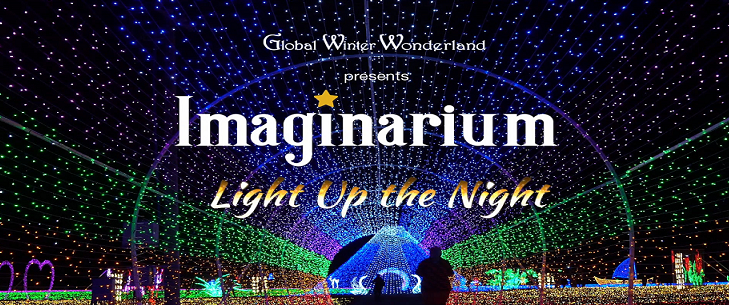 Global Winter Wonderland
presents
Imaginarium
Light Up the Night